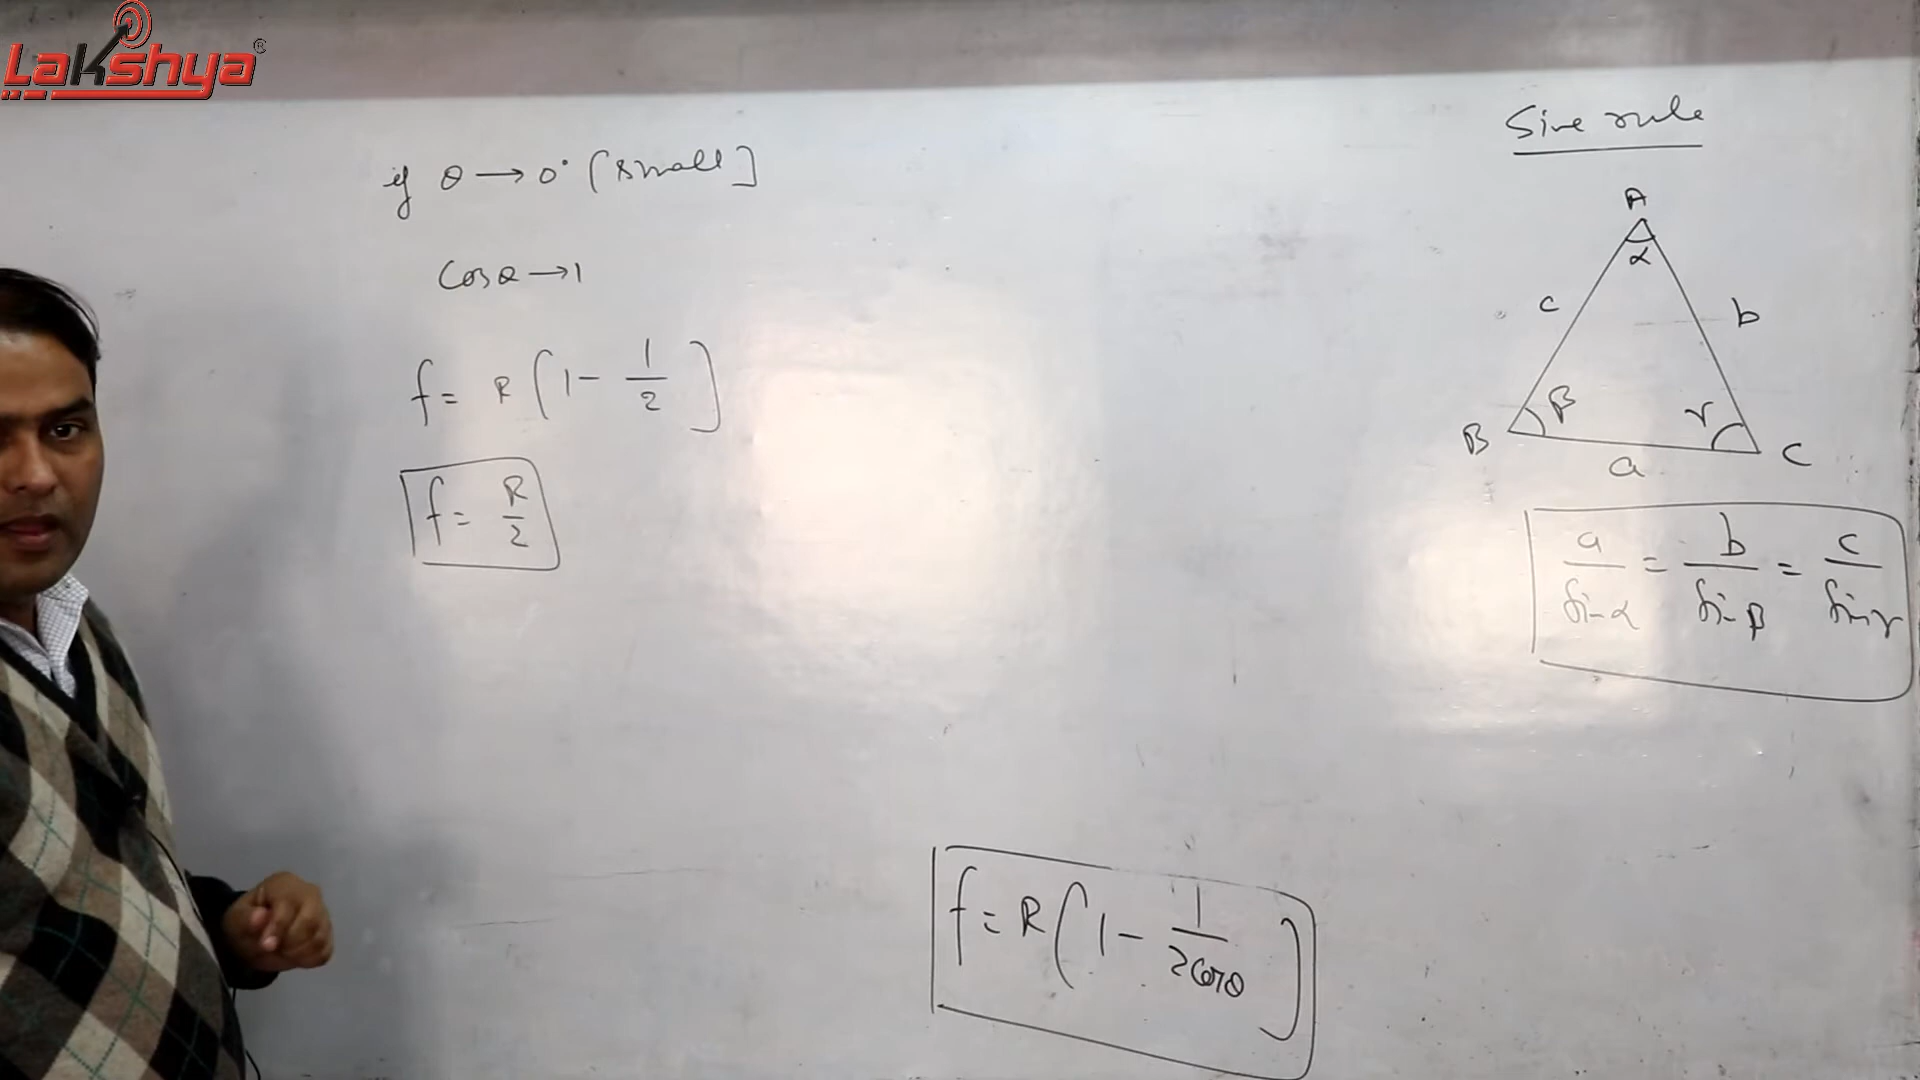 Lakshya®
if θ → 0° (small)
Cosθ → 1
f = R (1 - 1/2)
f = R/2
Sine rule
A
α
c
b
B
β
γ
C
a
a/Sinα = b/Sinβ = c/Sinγ
f = R (1 - 1/2cosθ)